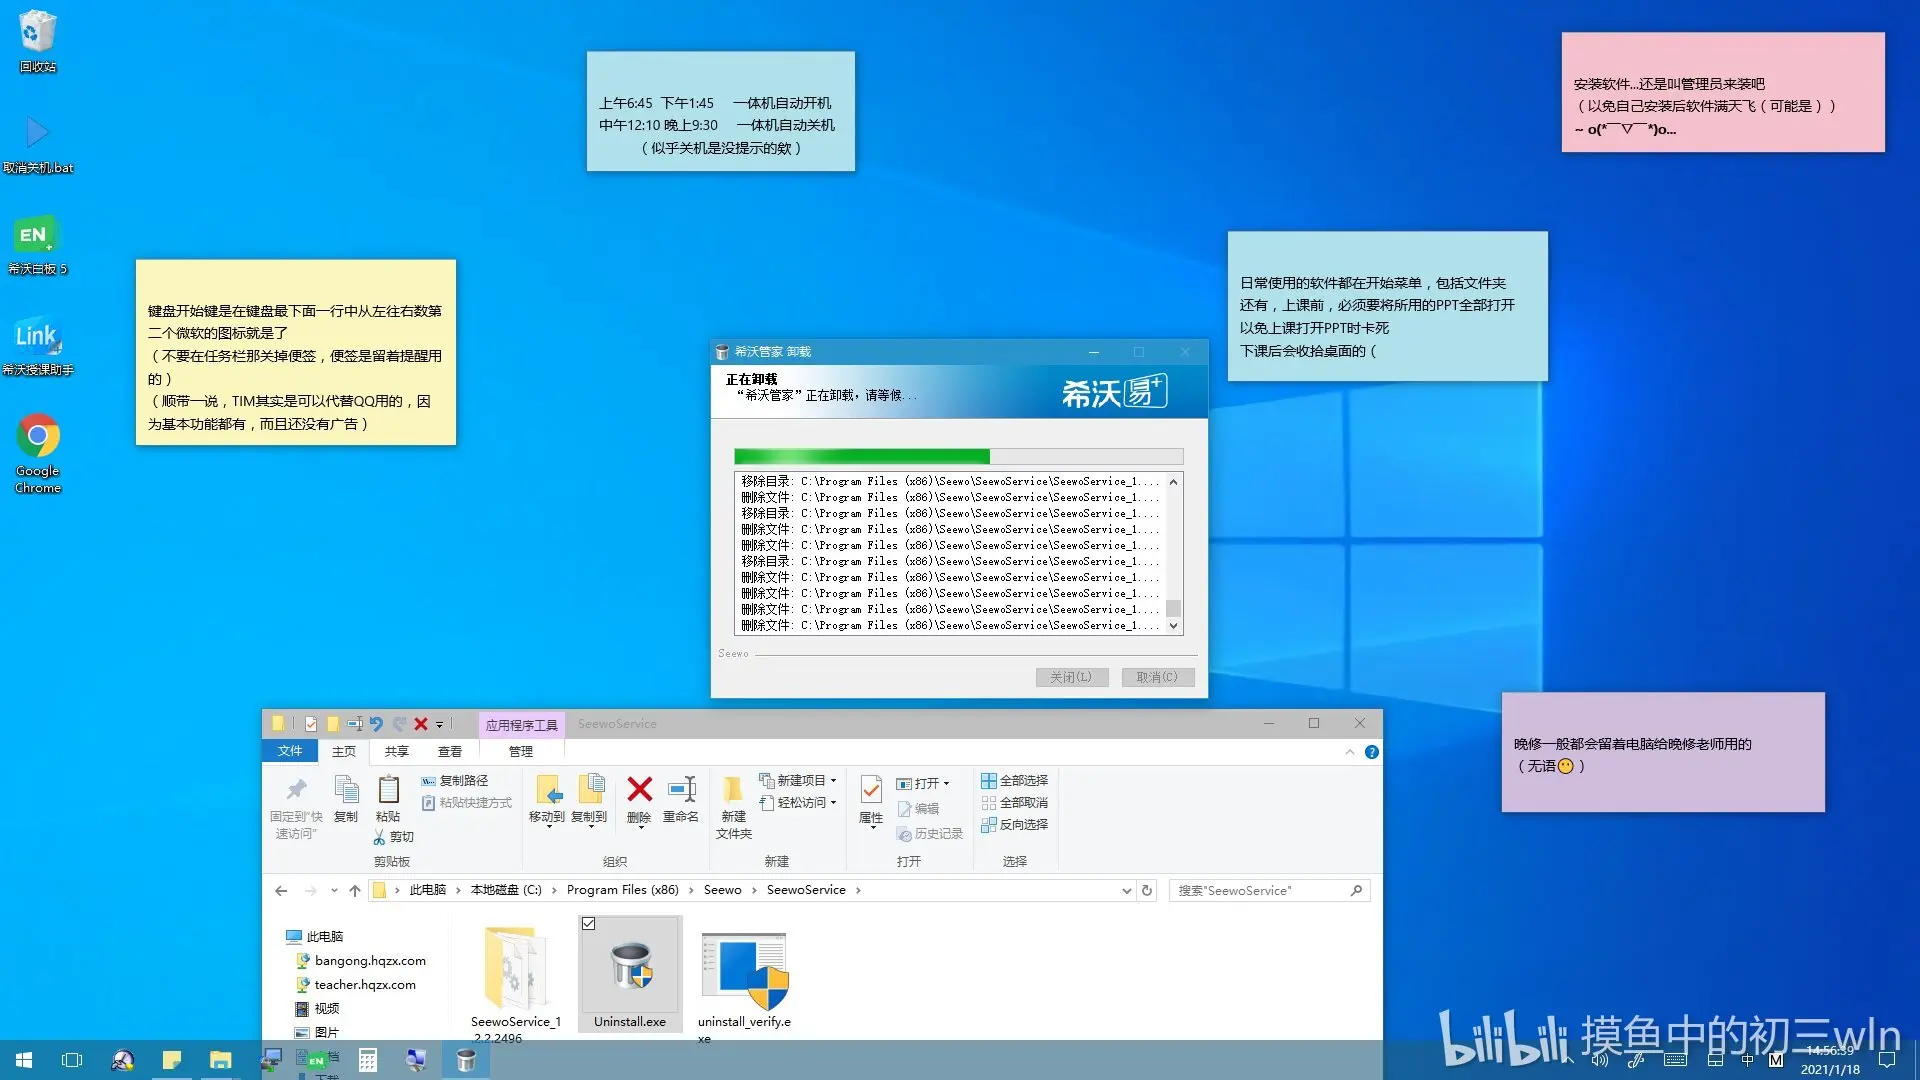 回收站
取消关机.bat
EN
希沃白板 5
Link
希沃授课助手
Google
Chrome
上午6:45 下午1:45 一体机自动开机
中午12:10 晚上9:30 一体机自动关机
（似乎关机是没提示的欸）
安装软件...还是叫管理员来装吧
（以免自己安装后软件满天飞（可能是））
~ o(*￣▽￣*)o...
键盘开始键是在键盘最下面一行中从左往右数第
二个微软的图标就是了
（不要在任务栏那关掉便签，便签是留着提醒用
的）
（顺带一说，TIM其实是可以代替QQ用的，因
为基本功能都有，而且还没有广告）
日常使用的软件都在开始菜单，包括文件夹
还有，上课前，必须要将所用的PPT全部打开
以免上课打开PPT时卡死
下课后会收拾桌面的（
希沃管家 卸载
正在卸载
“希沃管家”正在卸载，请等候...
希沃易+
移除目录: C:\Program Files (x86)\Seewo\SeewoService\SeewoService_1....
删除文件: C:\Program Files (x86)\Seewo\SeewoService\SeewoService_1....
移除目录: C:\Program Files (x86)\Seewo\SeewoService\SeewoService_1....
删除文件: C:\Program Files (x86)\Seewo\SeewoService\SeewoService_1....
删除文件: C:\Program Files (x86)\Seewo\SeewoService\SeewoService_1....
移除目录: C:\Program Files (x86)\Seewo\SeewoService\SeewoService_1....
删除文件: C:\Program Files (x86)\Seewo\SeewoService\SeewoService_1....
删除文件: C:\Program Files (x86)\Seewo\SeewoService\SeewoService_1....
删除文件: C:\Program Files (x86)\Seewo\SeewoService\SeewoService_1....
删除文件: C:\Program Files (x86)\Seewo\SeewoService\SeewoService_1....
Seewo
关闭(L) 取消(C)
晚修一般都会留着电脑给晚修老师用的
（无语😶）
应用程序工具 SeewoService
文件 主页 共享 查看 管理
固定到“快
速访问”
复制
粘贴
复制路径
粘贴快捷方式
剪切
剪贴板
移动到 复制到 删除 重命名
组织
新建
文件夹
新建项目
轻松访问
新建
属性
打开
编辑
历史记录
打开
全部选择
全部取消
反向选择
选择
此电脑 › 本地磁盘 (C:) › Program Files (x86) › Seewo › SeewoService ›
搜索"SeewoService"
此电脑
bangong.hqzx.com
teacher.hqzx.com
视频
图片
SeewoService_1
2.2.2496
Uninstall.exe
uninstall_verify.e
xe
bilibili 摸鱼中的初三wln
EN
中 M
14:56:39
2021/1/18